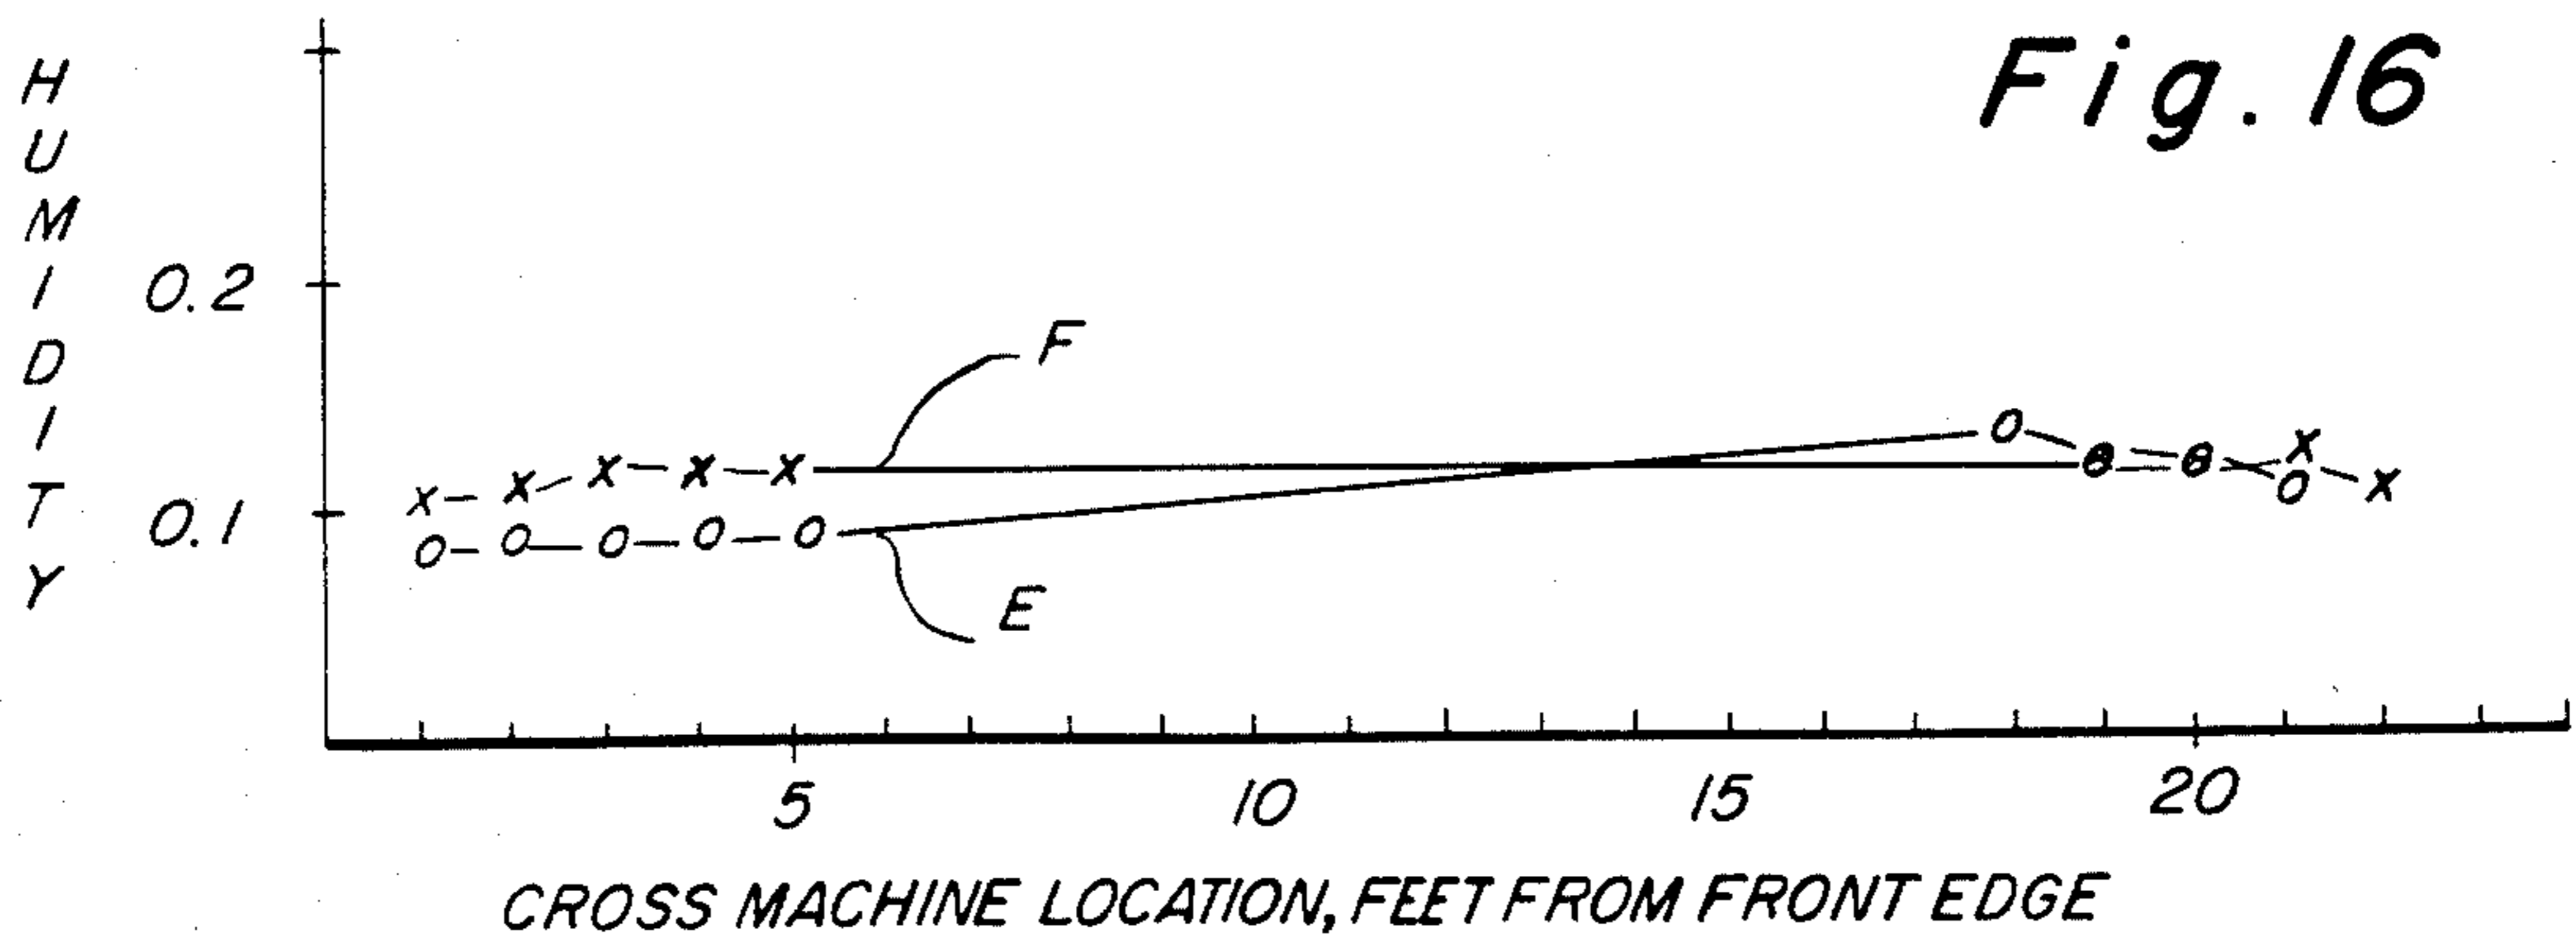 Fig. 16
HUMIDITY
0.2
0.1
F
E
5 10 15 20
CROSS MACHINE LOCATION, FEET FROM FRONT EDGE